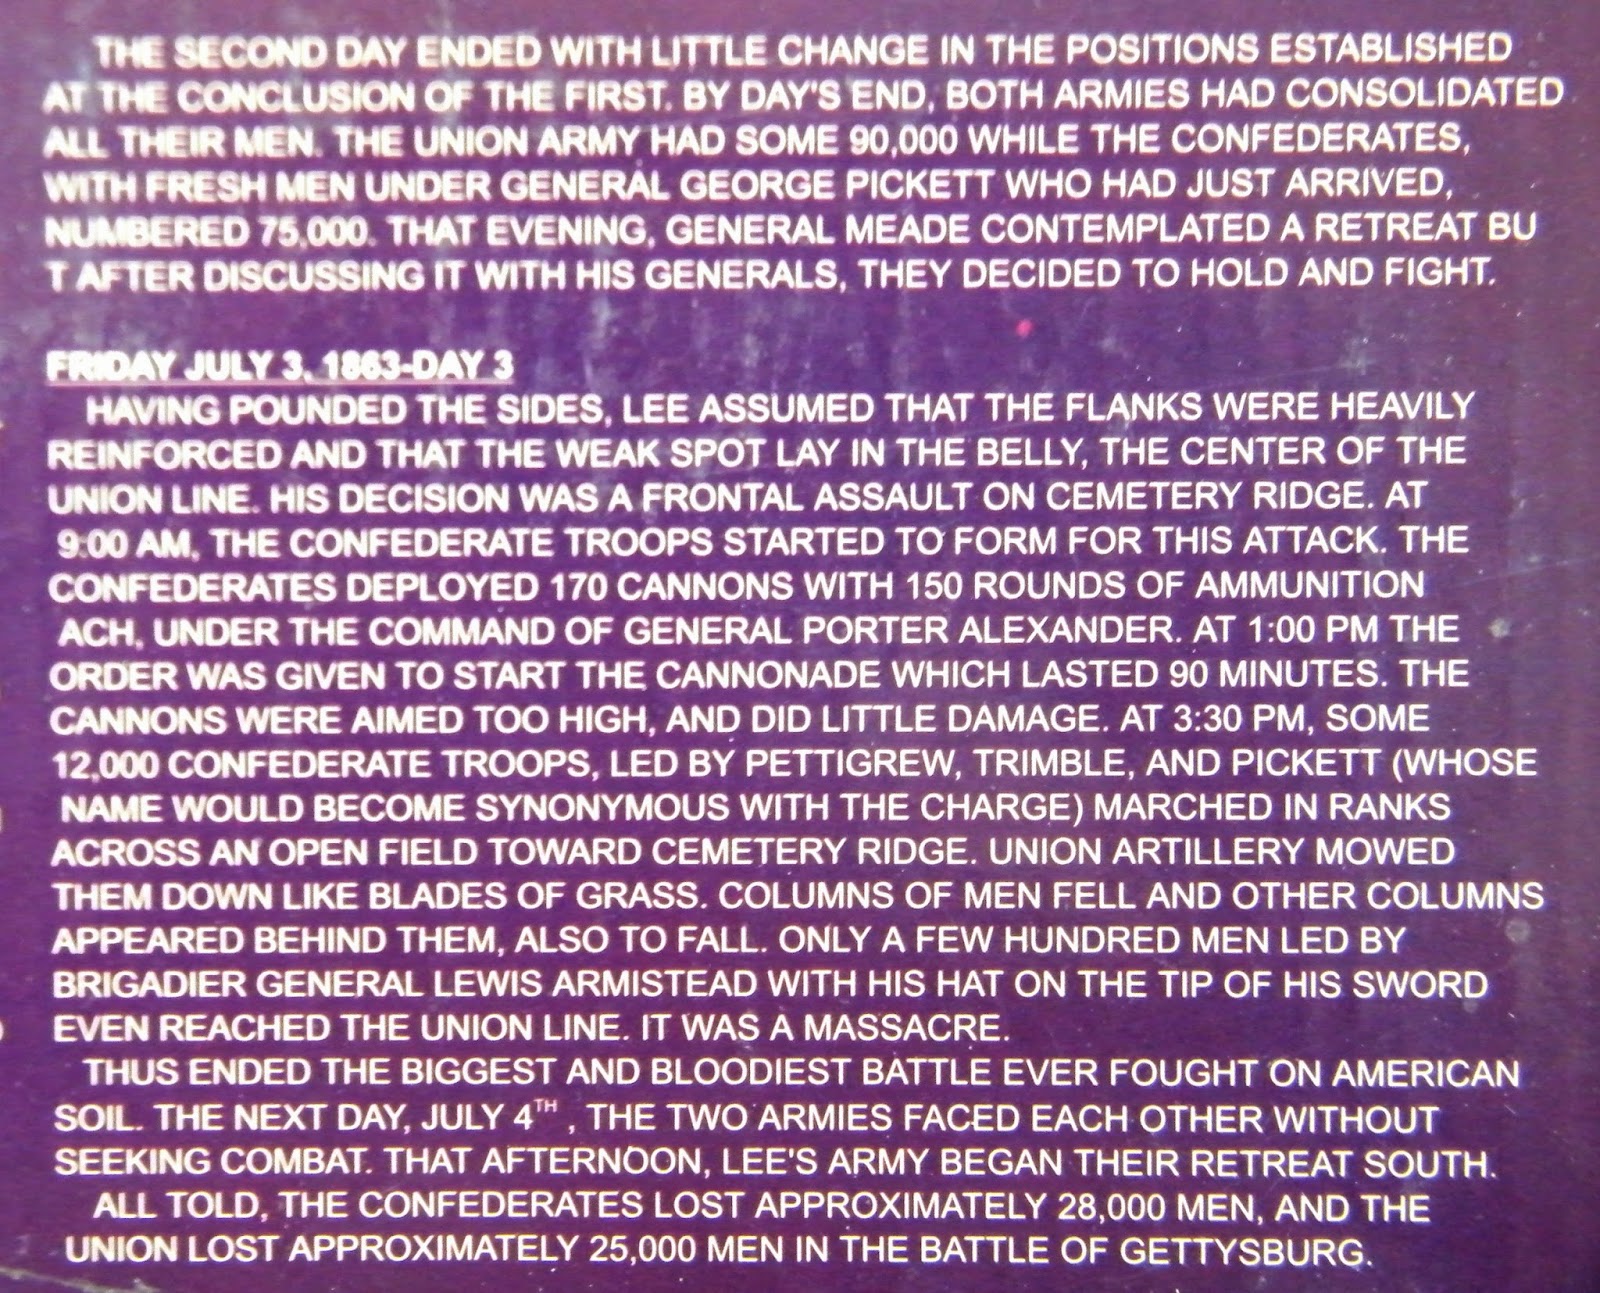 THE SECOND DAY ENDED WITH LITTLE CHANGE IN THE POSITIONS ESTABLISHED
AT THE CONCLUSION OF THE FIRST. BY DAY'S END, BOTH ARMIES HAD CONSOLIDATED
ALL THEIR MEN. THE UNION ARMY HAD SOME 90,000 WHILE THE CONFEDERATES,
WITH FRESH MEN UNDER GENERAL GEORGE PICKETT WHO HAD JUST ARRIVED,
NUMBERED 75,000. THAT EVENING, GENERAL MEADE CONTEMPLATED A RETREAT BU
T AFTER DISCUSSING IT WITH HIS GENERALS, THEY DECIDED TO HOLD AND FIGHT.
FRIDAY JULY 3, 1863-DAY 3
HAVING POUNDED THE SIDES, LEE ASSUMED THAT THE FLANKS WERE HEAVILY
REINFORCED AND THAT THE WEAK SPOT LAY IN THE BELLY, THE CENTER OF THE
UNION LINE. HIS DECISION WAS A FRONTAL ASSAULT ON CEMETERY RIDGE. AT
9:00 AM, THE CONFEDERATE TROOPS STARTED TO FORM FOR THIS ATTACK. THE
CONFEDERATES DEPLOYED 170 CANNONS WITH 150 ROUNDS OF AMMUNITION
ACH, UNDER THE COMMAND OF GENERAL PORTER ALEXANDER. AT 1:00 PM THE
ORDER WAS GIVEN TO START THE CANNONADE WHICH LASTED 90 MINUTES. THE
CANNONS WERE AIMED TOO HIGH, AND DID LITTLE DAMAGE. AT 3:30 PM, SOME
12,000 CONFEDERATE TROOPS, LED BY PETTIGREW, TRIMBLE, AND PICKETT (WHOSE
NAME WOULD BECOME SYNONYMOUS WITH THE CHARGE) MARCHED IN RANKS
ACROSS AN OPEN FIELD TOWARD CEMETERY RIDGE. UNION ARTILLERY MOWED
THEM DOWN LIKE BLADES OF GRASS. COLUMNS OF MEN FELL AND OTHER COLUMNS
APPEARED BEHIND THEM, ALSO TO FALL. ONLY A FEW HUNDRED MEN LED BY
BRIGADIER GENERAL LEWIS ARMISTEAD WITH HIS HAT ON THE TIP OF HIS SWORD
EVEN REACHED THE UNION LINE. IT WAS A MASSACRE.
THUS ENDED THE BIGGEST AND BLOODIEST BATTLE EVER FOUGHT ON AMERICAN
SOIL. THE NEXT DAY, JULY 4TH , THE TWO ARMIES FACED EACH OTHER WITHOUT
SEEKING COMBAT. THAT AFTERNOON, LEE'S ARMY BEGAN THEIR RETREAT SOUTH.
ALL TOLD, THE CONFEDERATES LOST APPROXIMATELY 28,000 MEN, AND THE
UNION LOST APPROXIMATELY 25,000 MEN IN THE BATTLE OF GETTYSBURG.